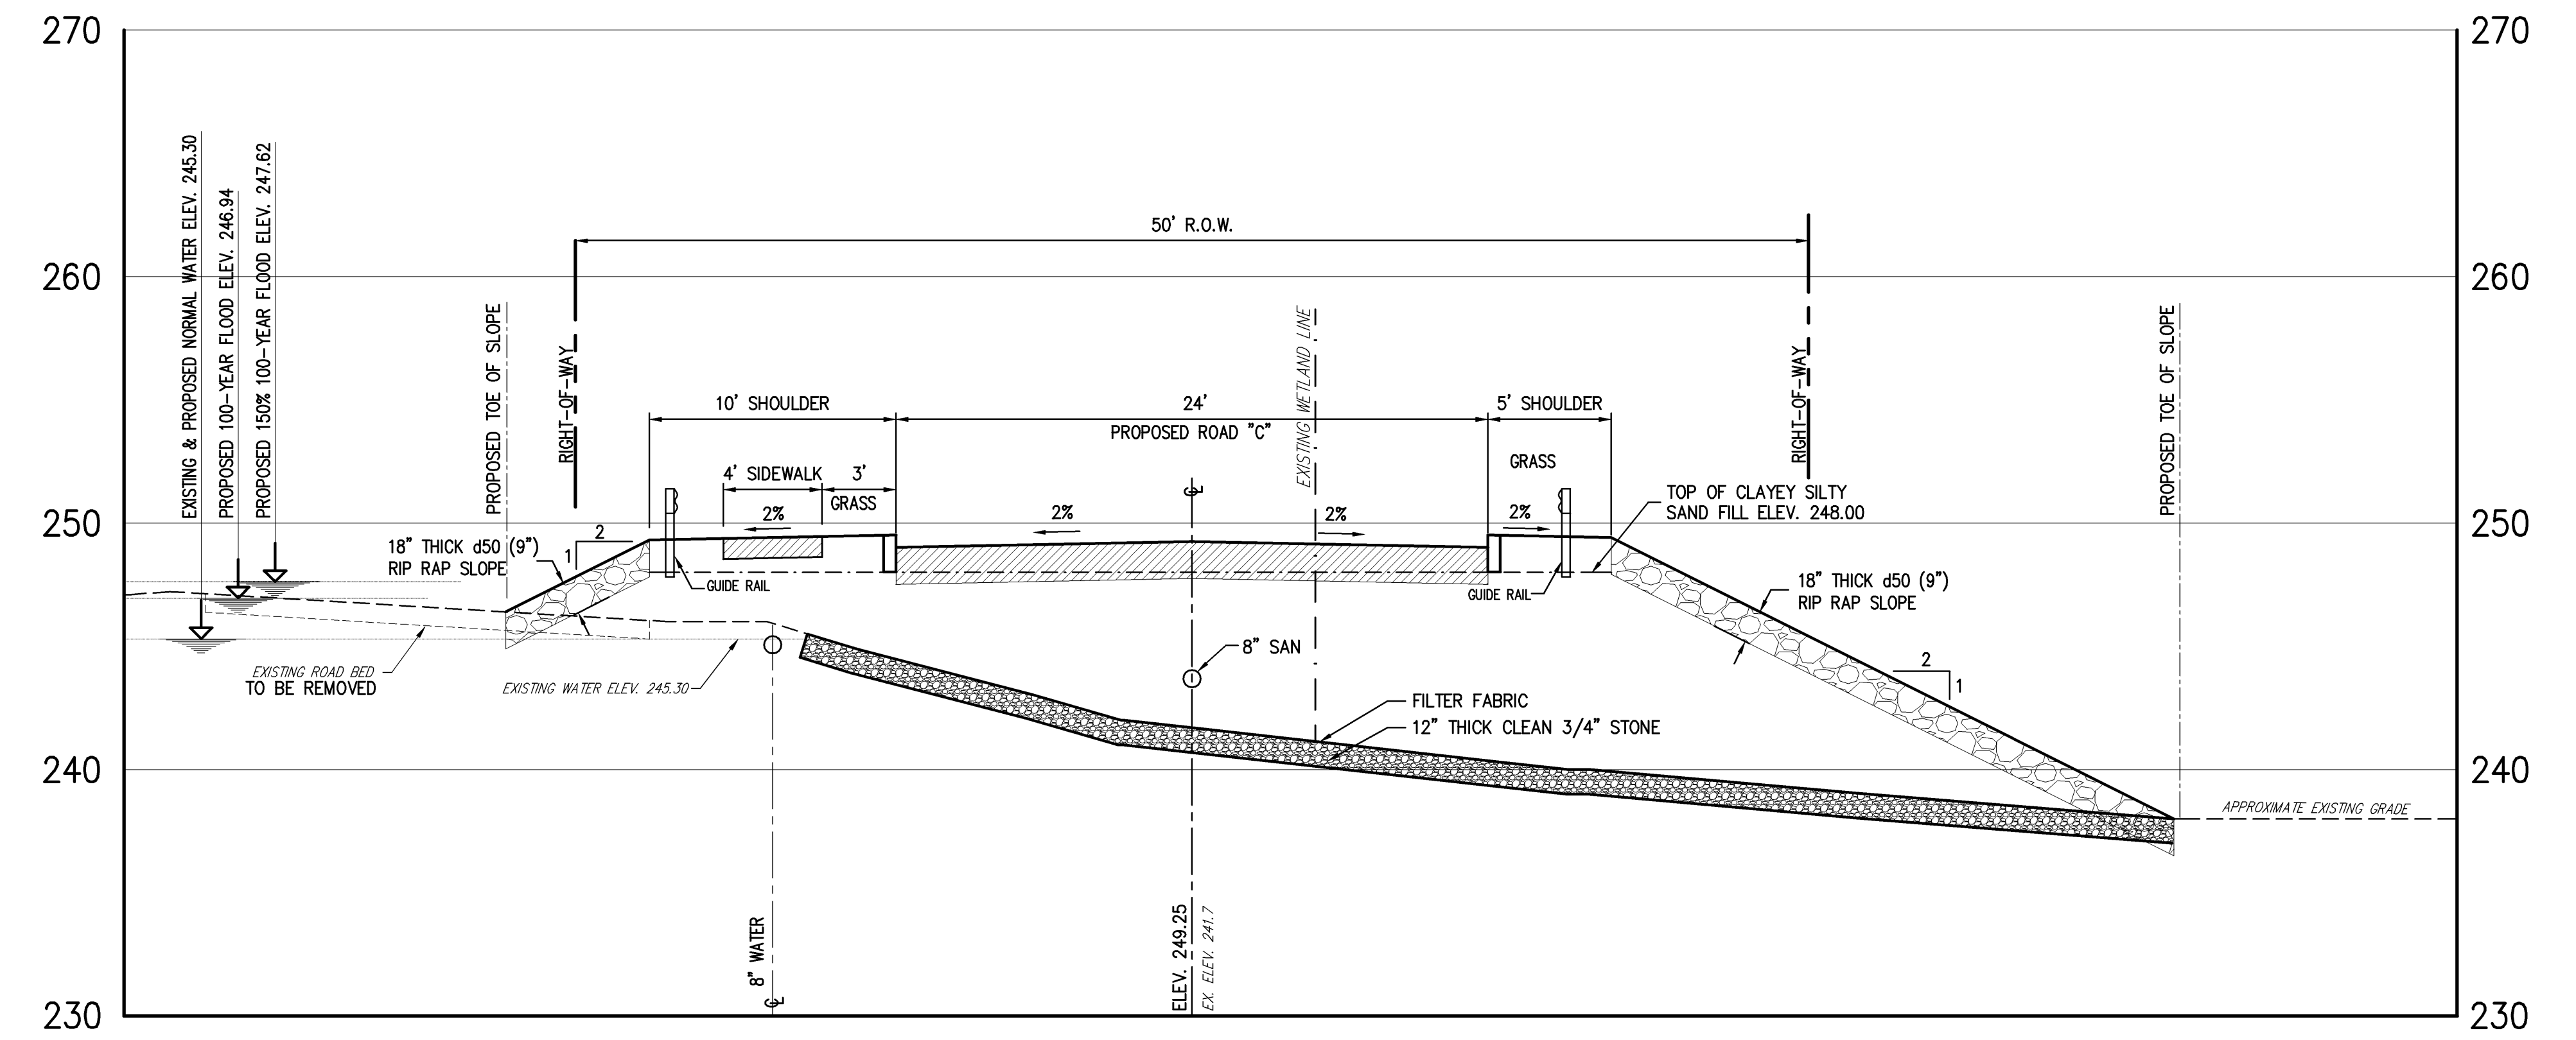 270
270
EXISTING & PROPOSED NORMAL WATER ELEV. 245.30
PROPOSED 100-YEAR FLOOD ELEV. 246.94
PROPOSED 150% 100-YEAR FLOOD ELEV. 247.62
50' R.O.W.
260
260
PROPOSED TOE OF SLOPE
RIGHT-OF-WAY
EXISTING WETLAND LINE
RIGHT-OF-WAY
PROPOSED TOE OF SLOPE
10' SHOULDER
24'
PROPOSED ROAD "C"
5' SHOULDER
GRASS
4' SIDEWALK
3'
GRASS
℄
TOP OF CLAYEY SILTY
SAND FILL ELEV. 248.00
250
250
2%
2%
2%
2%
18" THICK d50 (9")
RIP RAP SLOPE
2
1
GUIDE RAIL
GUIDE RAIL
18" THICK d50 (9")
RIP RAP SLOPE
EXISTING ROAD BED
TO BE REMOVED
EXISTING WATER ELEV. 245.30
8" SAN
2
1
FILTER FABRIC
12" THICK CLEAN 3/4" STONE
240
240
APPROXIMATE EXISTING GRADE
8" WATER
℄
ELEV. 249.25
EX. ELEV. 241.7
230
230